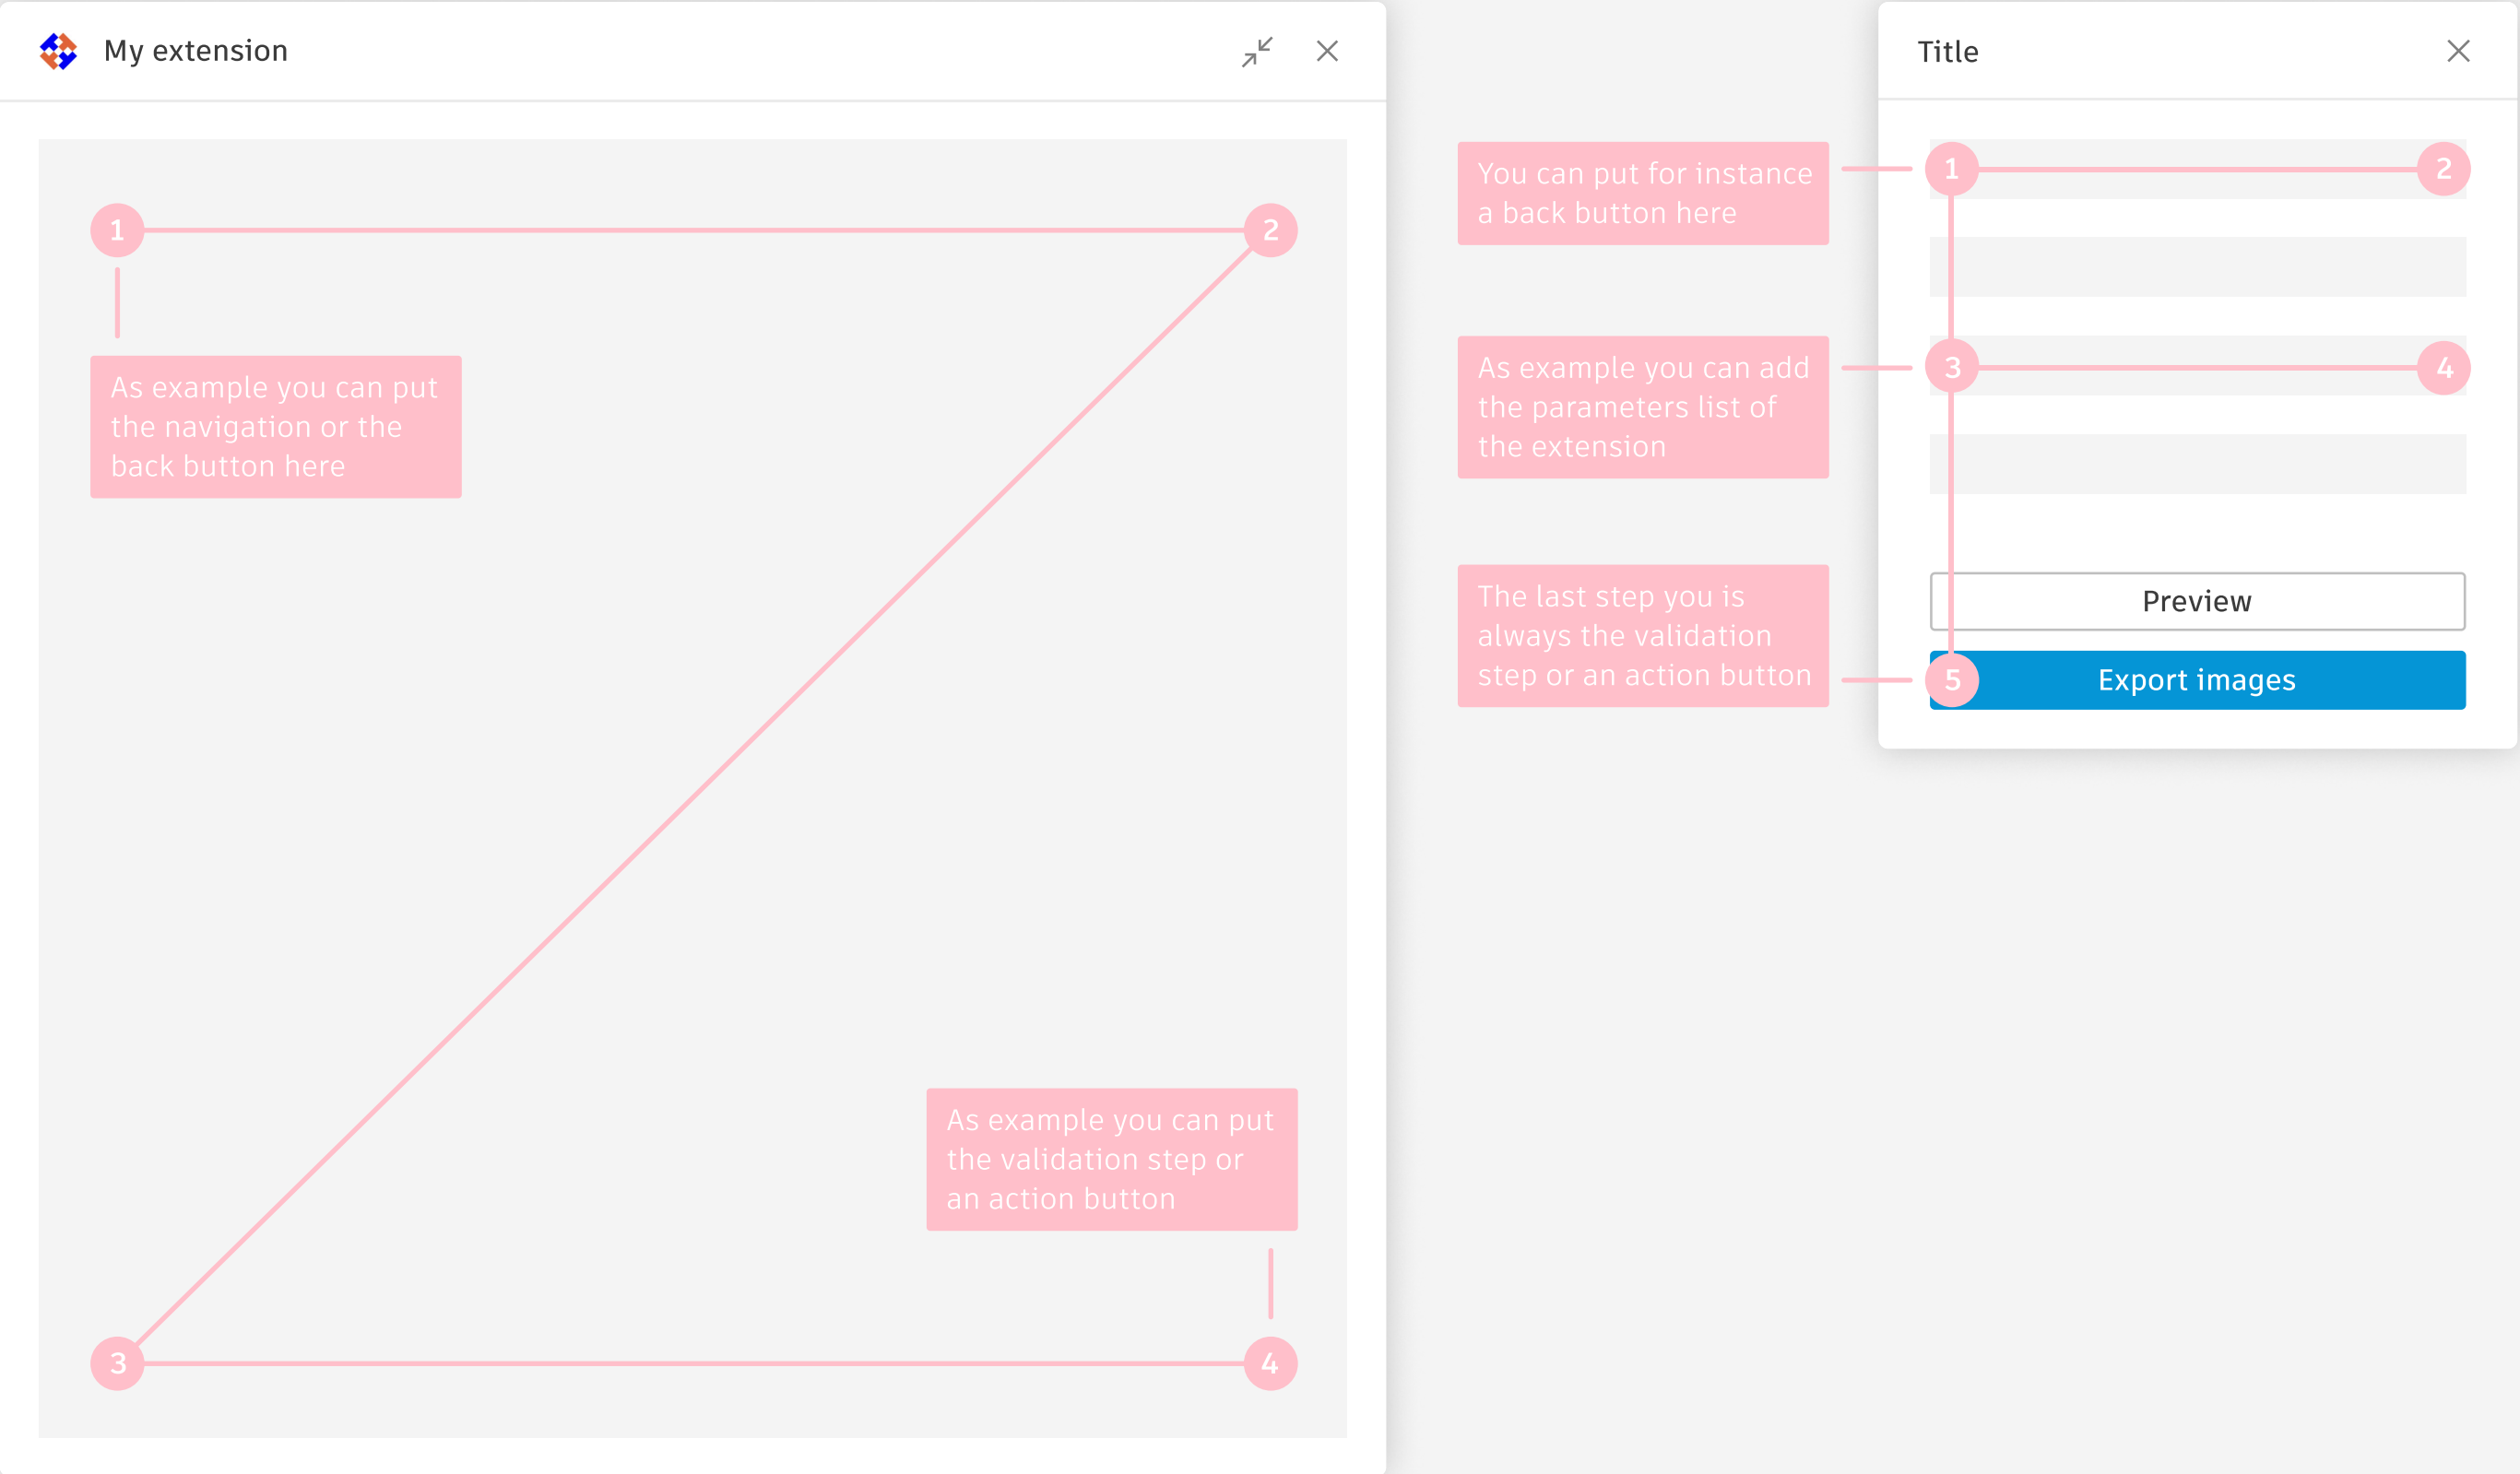 My extension
1
2
As example you can put
the navigation or the
back button here
As example you can put
the validation step or
an action button
3
4
You can put for instance
a back button here
As example you can add
the parameters list of
the extension
The last step you is
always the validation
step or an action button
Title
1
2
3
4
Preview
5
Export images